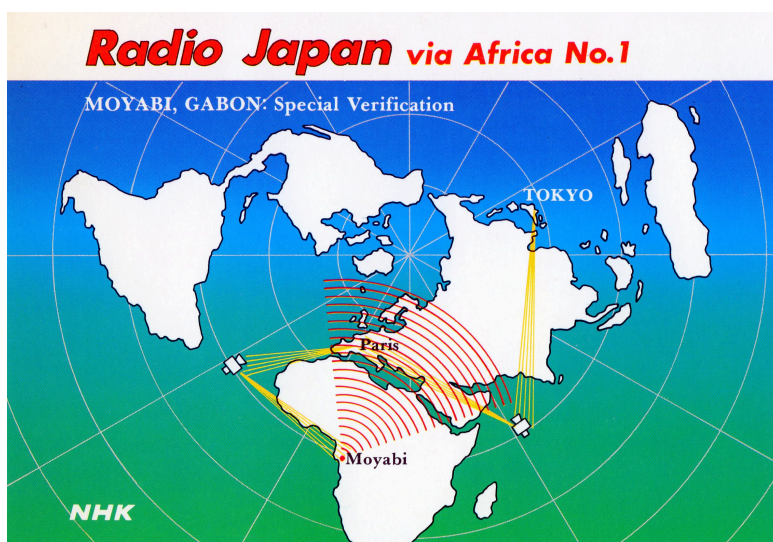 Radio Japan via Africa No.1
MOYABI, GABON: Special Verification
TOKYO
Paris
Moyabi
NHK